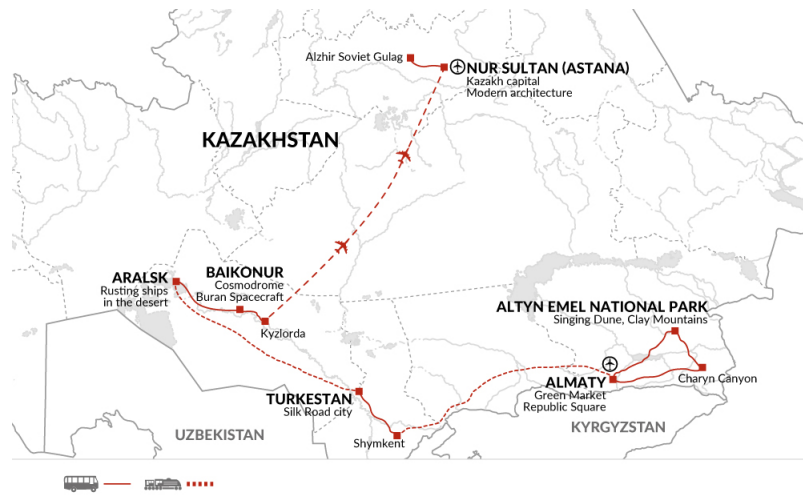 Alzhir Soviet Gulag
NUR SULTAN (ASTANA)
Kazakh capital
Modern architecture
KAZAKHSTAN
ARALSK
Rusting ships
in the desert
BAIKONUR
Cosmodrome
Buran Spacecraft
Kyzlorda
ALTYN EMEL NATIONAL PARK
Singing Dune, Clay Mountains
ALMATY
Green Market
Republic Square
Charyn Canyon
TURKESTAN
Silk Road city
Shymkent
UZBEKISTAN
KYRGYZSTAN